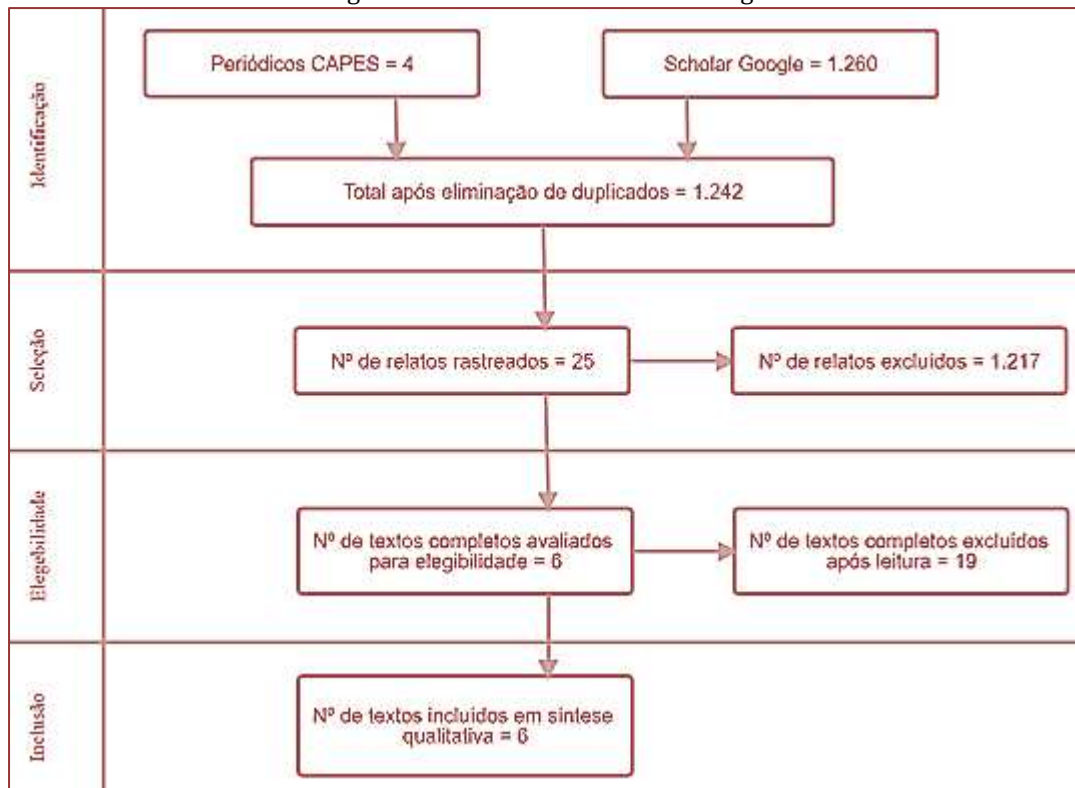 Identificação
Periódicos CAPES = 4
Scholar Google = 1.260
Total após eliminação de duplicados = 1.242
Seleção
Nº de relatos rastreados = 25
Nº de relatos excluídos = 1.217
Elegebilidade
Nº de textos completos avaliados
para elegibilidade = 6
Nº de textos completos excluídos
após leitura = 19
Inclusão
Nº de textos incluídos em síntese
qualitativa = 6